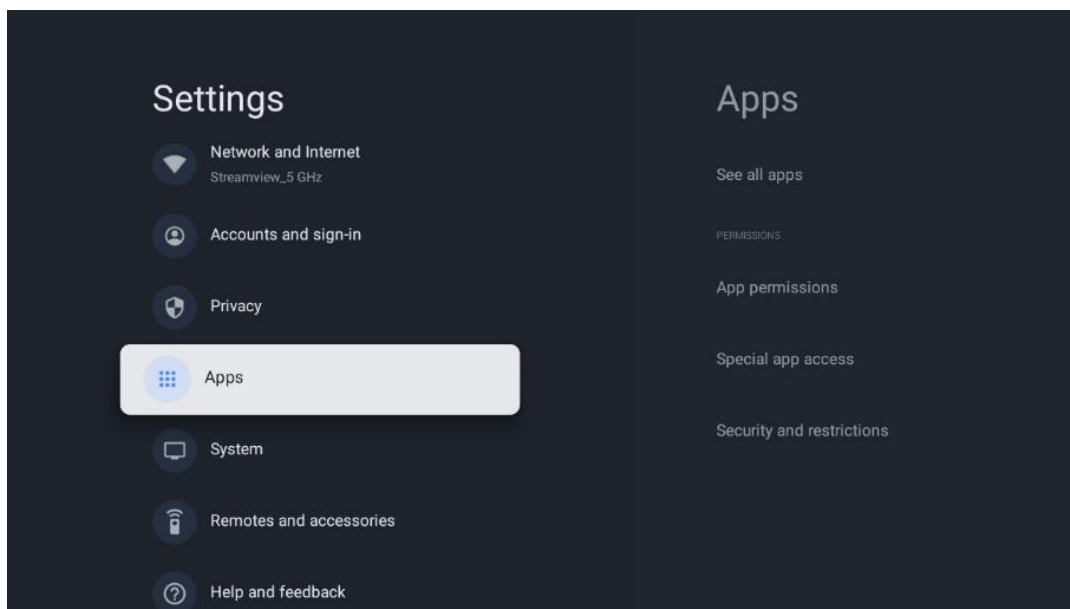 Settings
Network and Internet
Streamview_5 GHz
Accounts and sign-in
Privacy
Apps
System
Remotes and accessories
Help and feedback
Apps
See all apps
PERMISSIONS
App permissions
Special app access
Security and restrictions